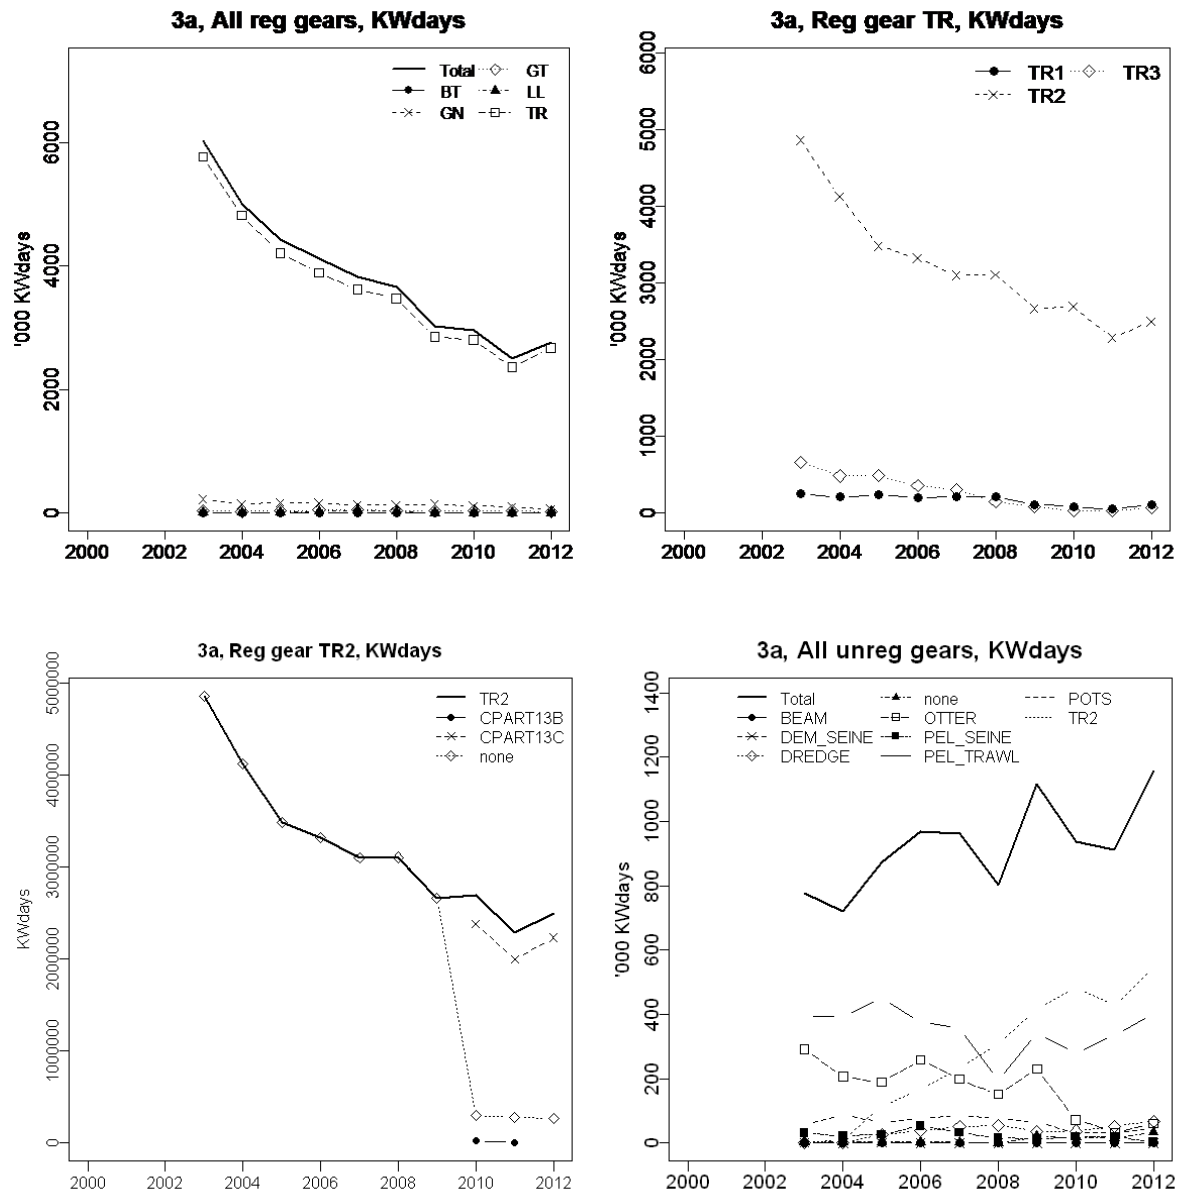 3a, All reg gears, KWdays
Total GT
BT LL
GN TR
'000 KWdays
6000
4000
2000
0
2000 2002 2004 2006 2008 2010 2012
3a, Reg gear TR, KWdays
TR1 TR3
TR2
'000 KWdays
6000
5000
4000
3000
2000
1000
0
2000 2002 2004 2006 2008 2010 2012
3a, Reg gear TR2, KWdays
TR2
CPART13B
CPART13C
none
KWdays
5000000
4000000
3000000
2000000
1000000
0
2000 2002 2004 2006 2008 2010 2012
3a, All unreg gears, KWdays
Total none POTS
BEAM OTTER TR2
DEM_SEINE PEL_SEINE
DREDGE PEL_TRAWL
'000 KWdays
1400
1200
1000
800
600
400
200
0
2000 2002 2004 2006 2008 2010 2012